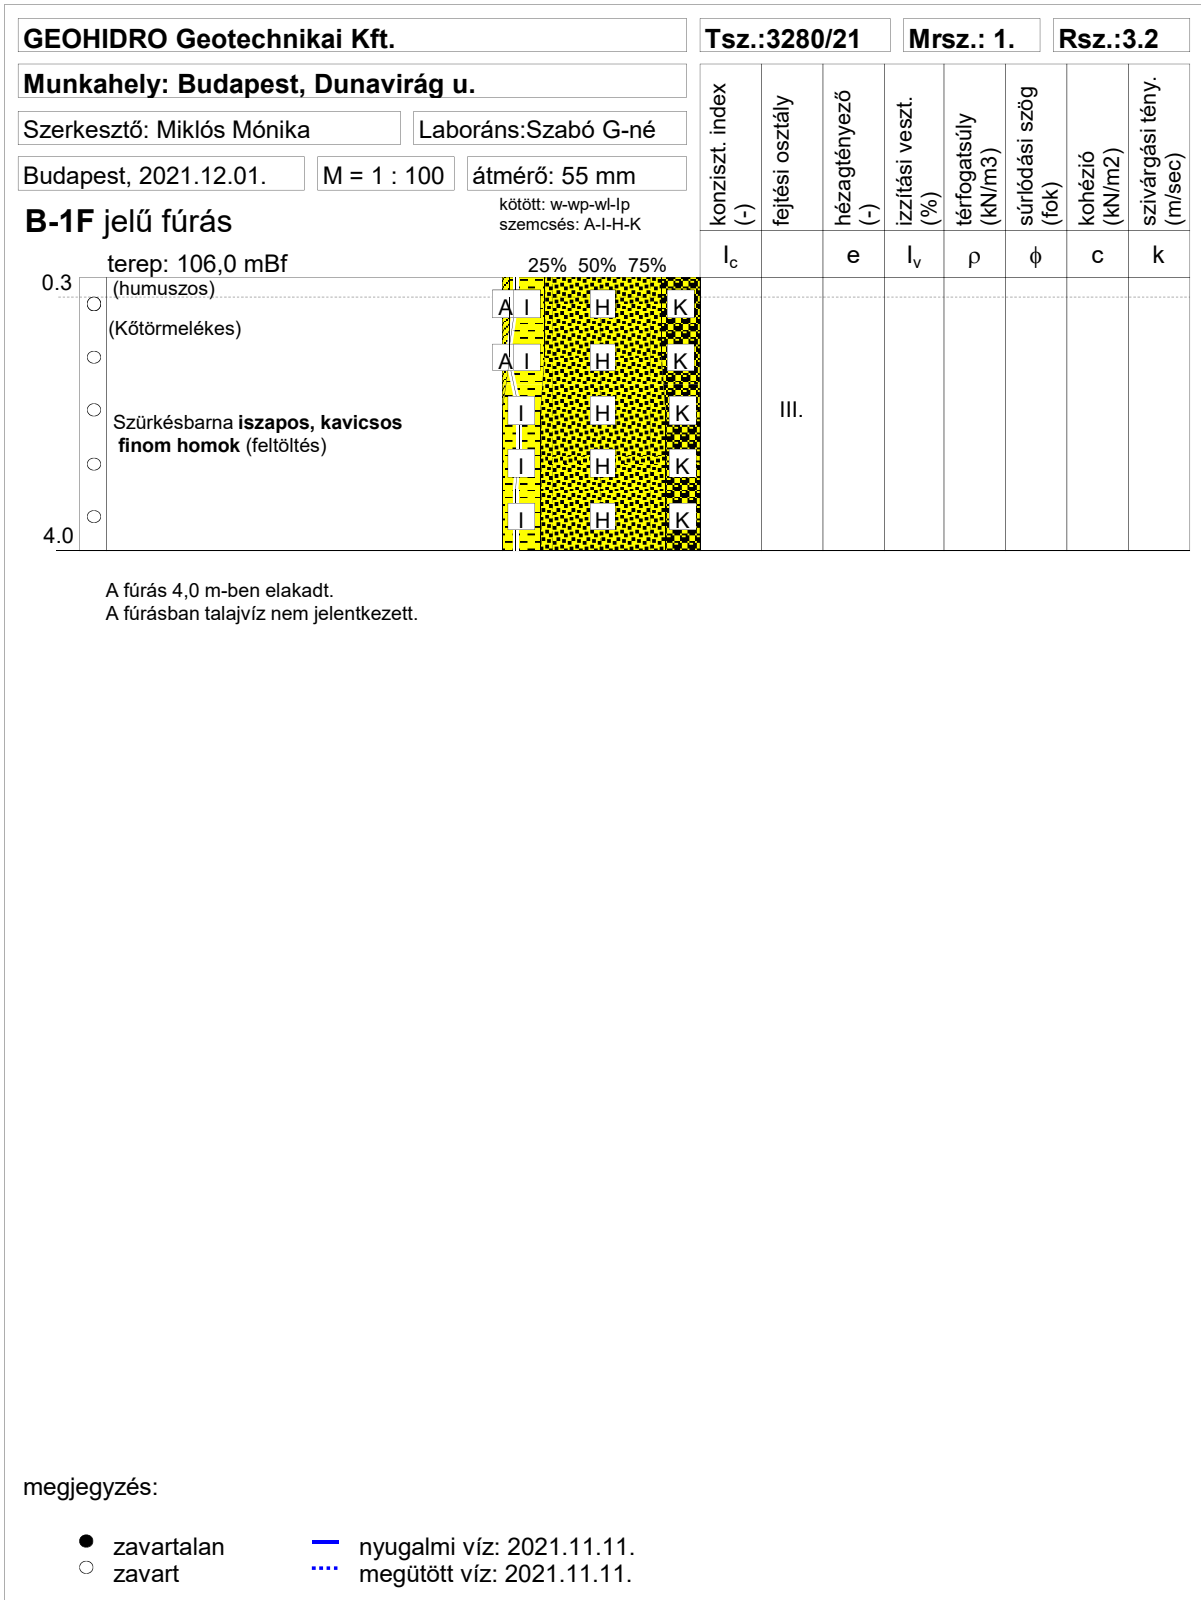 GEOHIDRO Geotechnikai Kft.
Tsz.:3280/21
Mrsz.: 1.
Rsz.:3.2
Munkahely: Budapest, Dunavirág u.
Szerkesztő: Miklós Mónika
Laboráns:Szabó G-né
Budapest, 2021.12.01.
M = 1 : 100
átmérő: 55 mm
B-1F jelű fúrás
kötött: w-wp-wl-Ip
szemcsés: A-I-H-K
konziszt. index (-)
fejtési osztály
hézagtényező (-)
izzítási veszt. (%)
térfogatsúly (kN/m3)
súrlódási szög (fok)
kohézió (kN/m2)
szivárgási tény. (m/sec)
Ic e Iv ρ ϕ c k
terep: 106,0 mBf
25% 50% 75%
0.3
(humuszos)
A I H K
(Kőtörmelékes)
A I H K
I H K
III.
Szürkésbarna iszapos, kavicsos
finom homok (feltöltés)
I H K
I H K
4.0
A fúrás 4,0 m-ben elakadt.
A fúrásban talajvíz nem jelentkezett.
megjegyzés:
zavartalan
nyugalmi víz: 2021.11.11.
zavart
megütött víz: 2021.11.11.